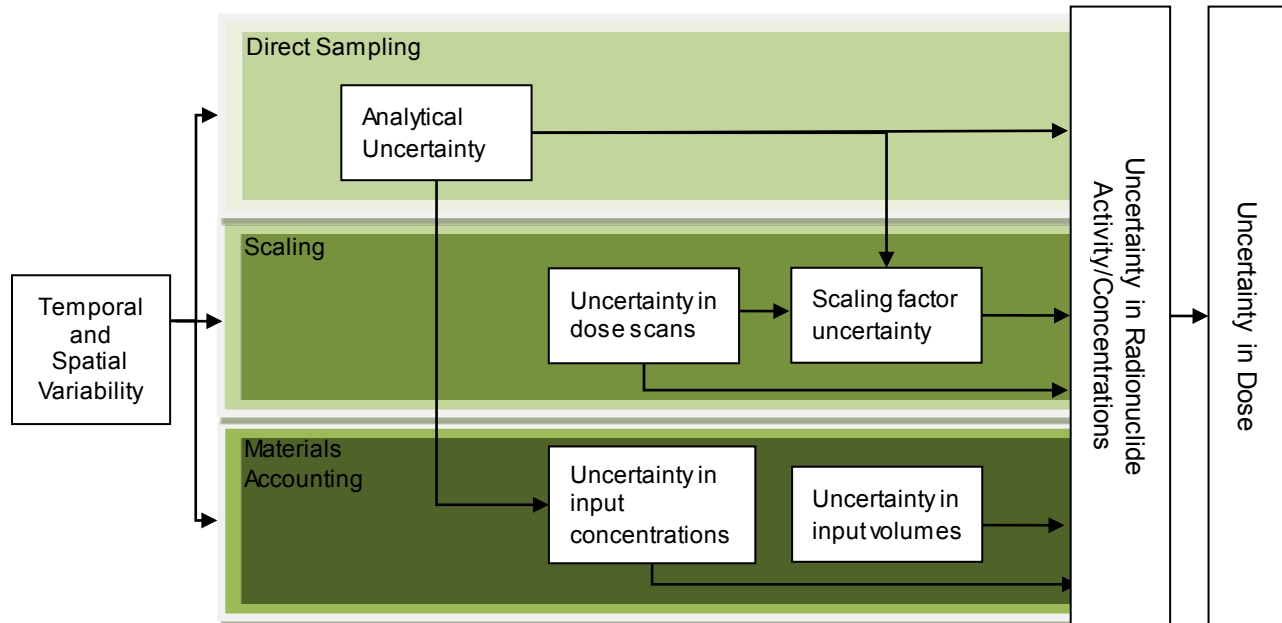 Direct Sampling
Analytical
Uncertainty
Scaling
Temporal
and
Spatial
Variability
Uncertainty in
dose scans
Scaling factor
uncertainty
Materials
Accounting
Uncertainty in
input
concentrations
Uncertainty in
input volumes
Uncertainty in Radionuclide
Activity/Concentrations
Uncertainty in Dose